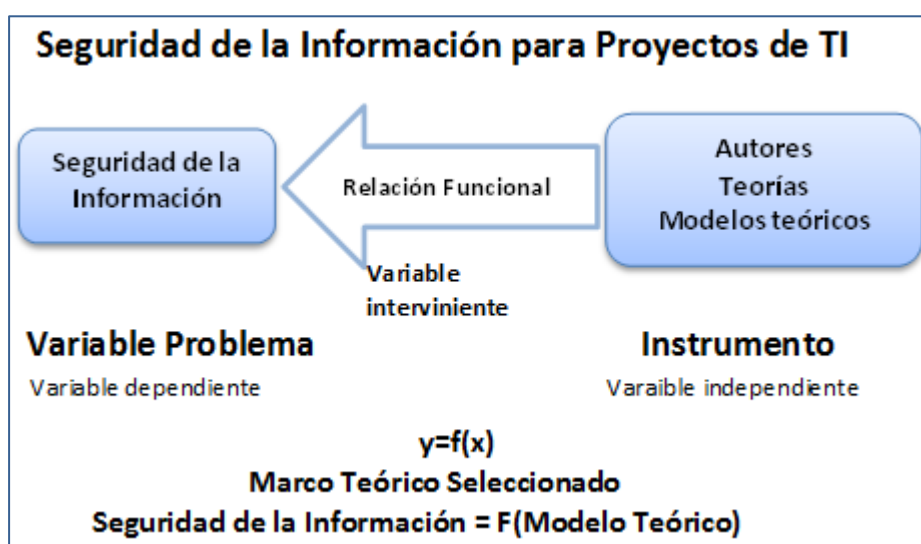 Seguridad de la Información para Proyectos de TI
Seguridad de la
Información
Relación Funcional
Autores
Teorías
Modelos teóricos
Variable
interviniente
Variable Problema
Variable dependiente
Instrumento
Varaible independiente
y=f(x)
Marco Teórico Seleccionado
Seguridad de la Información = F(Modelo Teórico)